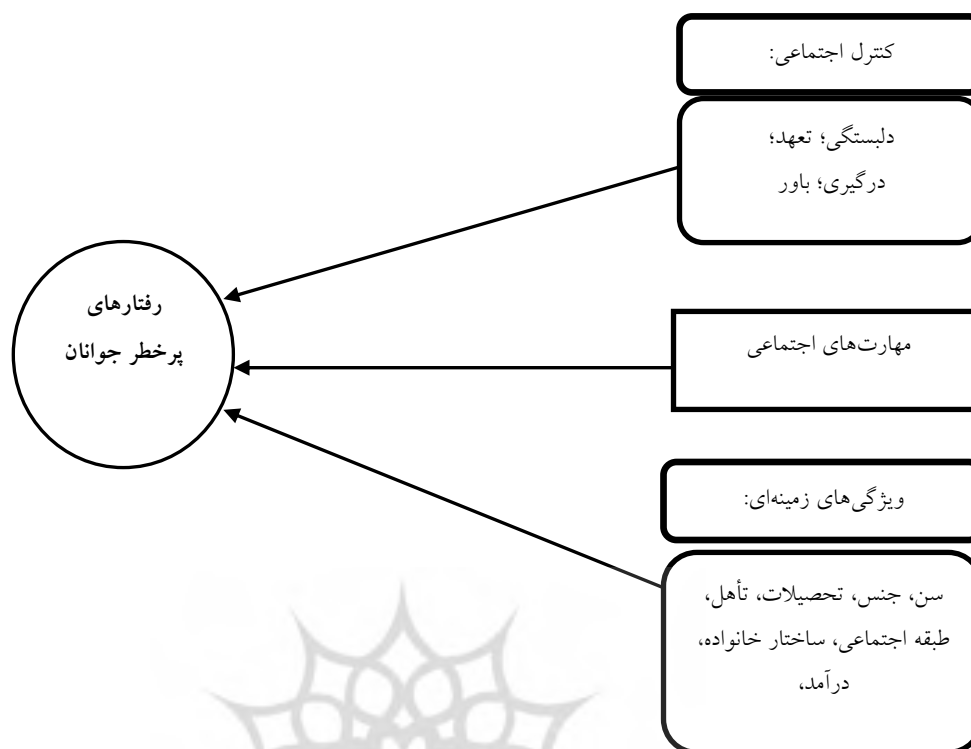 کنترل اجتماعی:
دلبستگی؛ تعهد؛
درگیری؛ باور
رفتارهای
پرخطر جوانان
مهارت‌های اجتماعی
ویژگی‌های زمینه‌ای:
سن، جنس، تحصیلات، تأهل،
طبقه اجتماعی، ساختار خانواده،
درآمد،